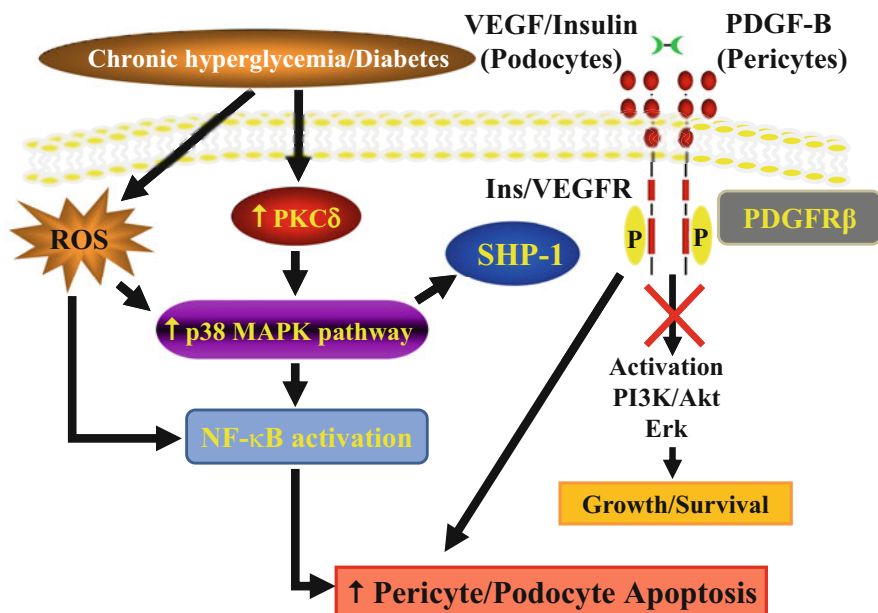 VEGF/Insulin
(Podocytes)
PDGF-B
(Pericytes)
Chronic hyperglycemia/Diabetes
Ins/VEGFR
ROS
↑ PKCδ
SHP-1
P
P
PDGFRβ
↑ p38 MAPK pathway
Activation
PI3K/Akt
Erk
NF-κB activation
Growth/Survival
↑ Pericyte/Podocyte Apoptosis